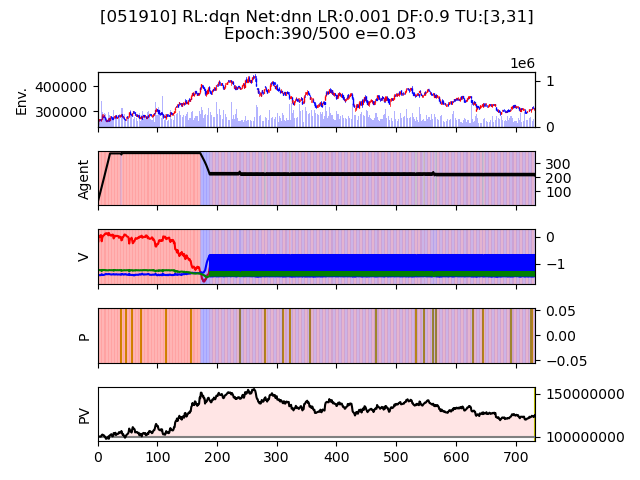 [051910] RL:dqn Net:dnn LR:0.001 DF:0.9 TU:[3,31]
Epoch:390/500 e=0.03
1e6
Env.
400000
300000
1
0
Agent
300
200
100
V
0
−1
P
0.05
0.00
−0.05
PV
150000000
100000000
0 100 200 300 400 500 600 700